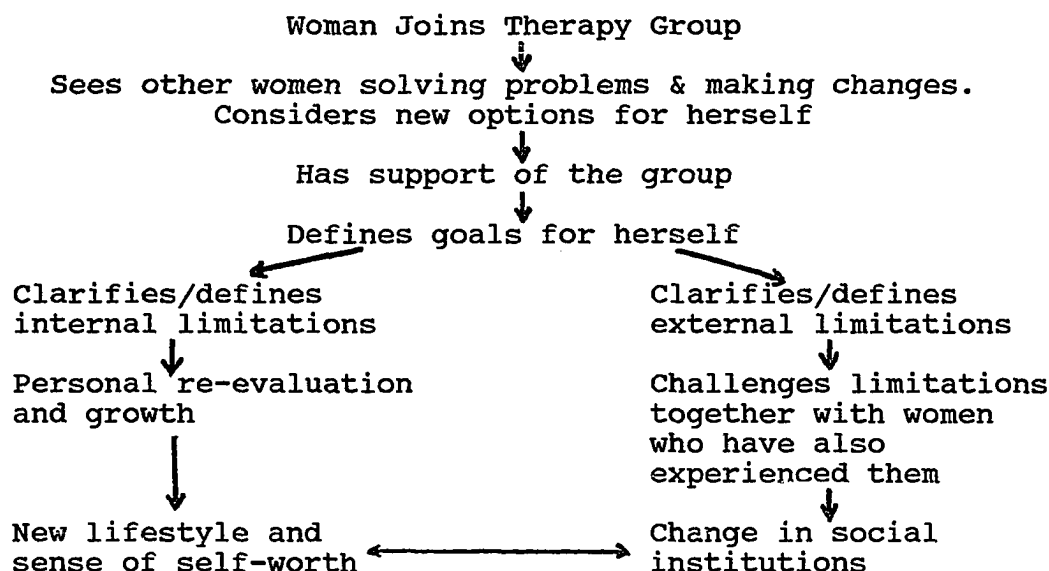 Woman Joins Therapy Group
Sees other women solving problems & making changes.
Considers new options for herself
Has support of the group
Defines goals for herself
Clarifies/defines
internal limitations
Personal re-evaluation
and growth
New lifestyle and
sense of self-worth
Clarifies/defines
external limitations
Challenges limitations
together with women
who have also
experienced them
Change in social
institutions